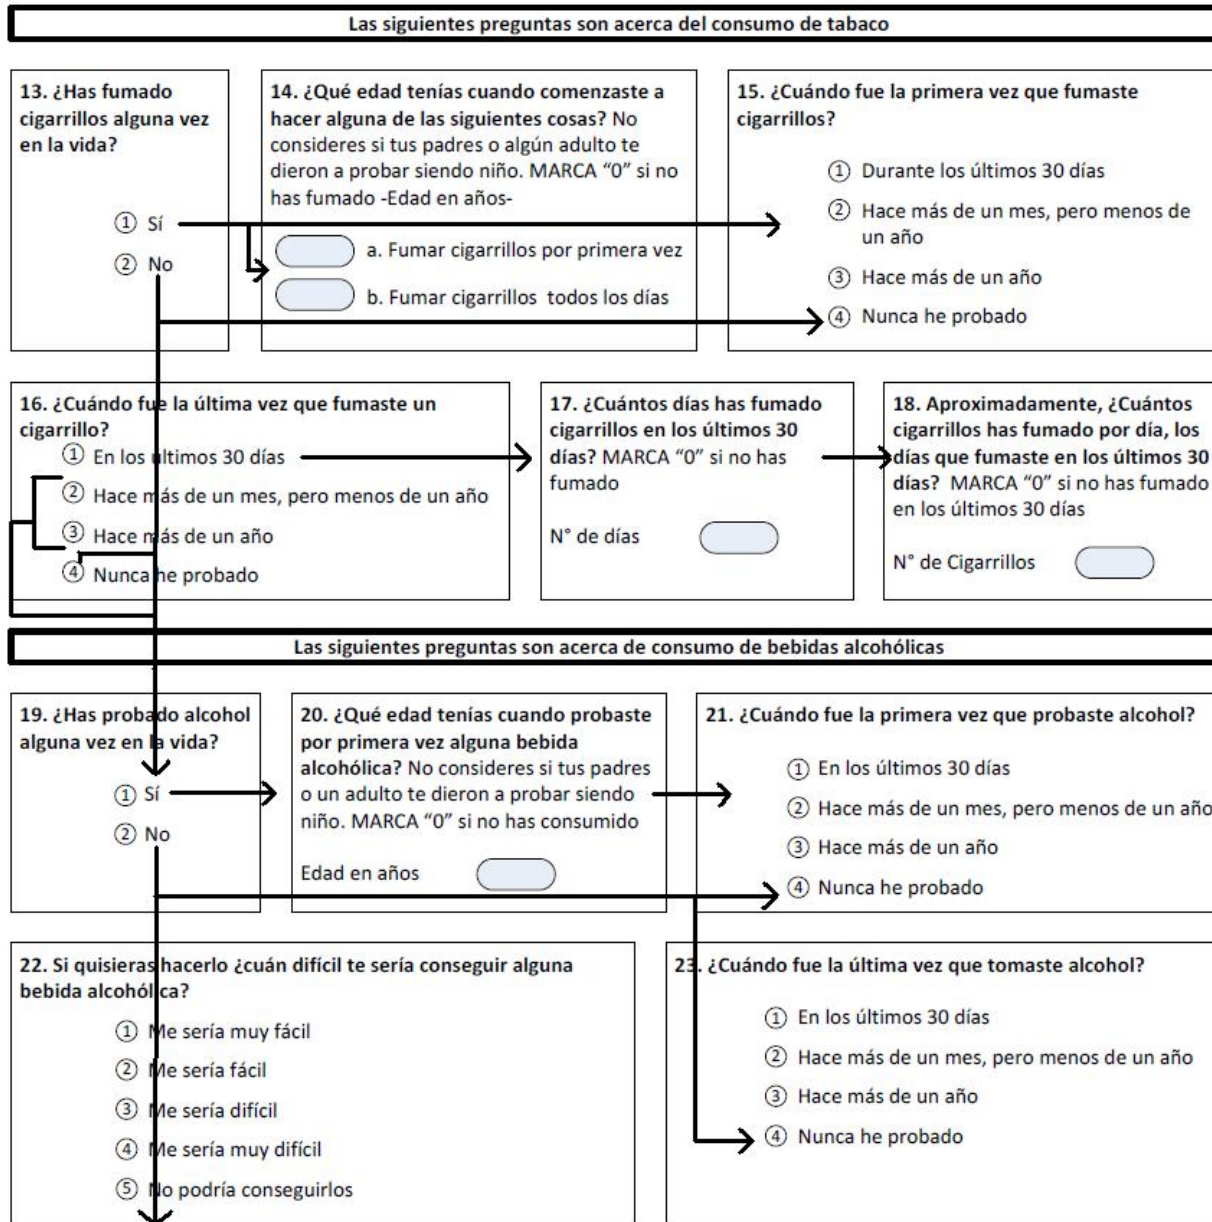 Las siguientes preguntas son acerca del consumo de tabaco
13. ¿Has fumado
cigarrillos alguna vez
en la vida?
① Sí
② No
14. ¿Qué edad tenías cuando comenzaste a
hacer alguna de las siguientes cosas? No
consideres si tus padres o algún adulto te
dieron a probar siendo niño. MARCA “0” si no
has fumado -Edad en años-
a. Fumar cigarrillos por primera vez
b. Fumar cigarrillos todos los días
15. ¿Cuándo fue la primera vez que fumaste
cigarrillos?
① Durante los últimos 30 días
② Hace más de un mes, pero menos de
un año
③ Hace más de un año
④ Nunca he probado
16. ¿Cuándo fue la última vez que fumaste un
cigarrillo?
① En los últimos 30 días
② Hace más de un mes, pero menos de un año
③ Hace más de un año
④ Nunca he probado
17. ¿Cuántos días has fumado
cigarrillos en los últimos 30
días? MARCA “0” si no has
fumado
N° de días
18. Aproximadamente, ¿Cuántos
cigarrillos has fumado por día, los
días que fumaste en los últimos 30
días? MARCA “0” si no has fumado
en los últimos 30 días
N° de Cigarrillos
Las siguientes preguntas son acerca de consumo de bebidas alcohólicas
19. ¿Has probado alcohol
alguna vez en la vida?
① Sí
② No
20. ¿Qué edad tenías cuando probaste
por primera vez alguna bebida
alcohólica? No consideres si tus padres
o un adulto te dieron a probar siendo
niño. MARCA “0” si no has consumido
Edad en años
21. ¿Cuándo fue la primera vez que probaste alcohol?
① En los últimos 30 días
② Hace más de un mes, pero menos de un año
③ Hace más de un año
④ Nunca he probado
22. Si quisieras hacerlo ¿cuán difícil te sería conseguir alguna
bebida alcohólica?
① Me sería muy fácil
② Me sería fácil
③ Me sería difícil
④ Me sería muy difícil
⑤ No podría conseguirlos
23. ¿Cuándo fue la última vez que tomaste alcohol?
① En los últimos 30 días
② Hace más de un mes, pero menos de un año
③ Hace más de un año
④ Nunca he probado